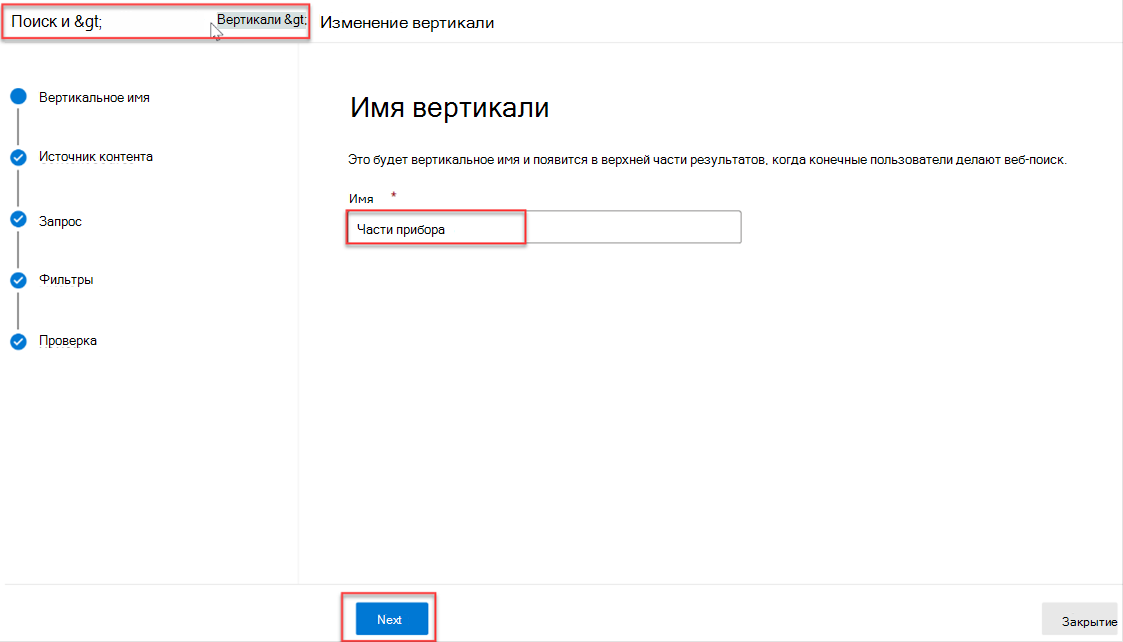 Поиск и &gt; Вертикали &gt; Изменение вертикали
Вертикальное имя
Источник контента
Запрос
Фильтры
Проверка
Имя вертикали
Это будет вертикальное имя и появится в верхней части результатов, когда конечные пользователи делают веб-поиск.
Имя *
Части прибора
Next
Закрытие